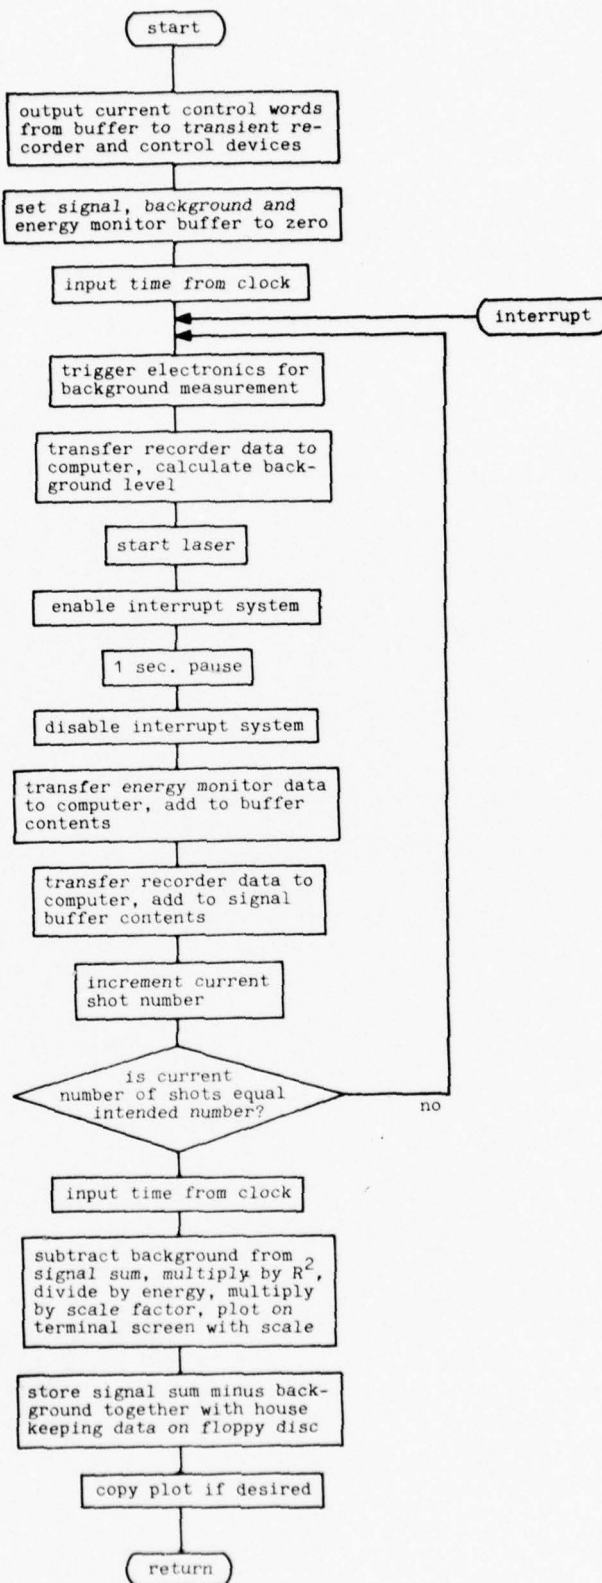 start
output current control words
from buffer to transient re-
corder and control devices
set signal, background and
energy monitor buffer to zero
input time from clock
interrupt
trigger electronics for
background measurement
transfer recorder data to
computer, calculate back-
ground level
start laser
enable interrupt system
1 sec. pause
disable interrupt system
transfer energy monitor data
to computer, add to buffer
contents
transfer recorder data to
computer, add to signal
buffer contents
increment current
shot number
is current
number of shots equal
intended number?
no
input time from clock
subtract background from
signal sum, multiply by R²,
divide by energy, multiply
by scale factor, plot on
terminal screen with scale
store signal sum minus back-
ground together with house
keeping data on floppy disc
copy plot if desired
return